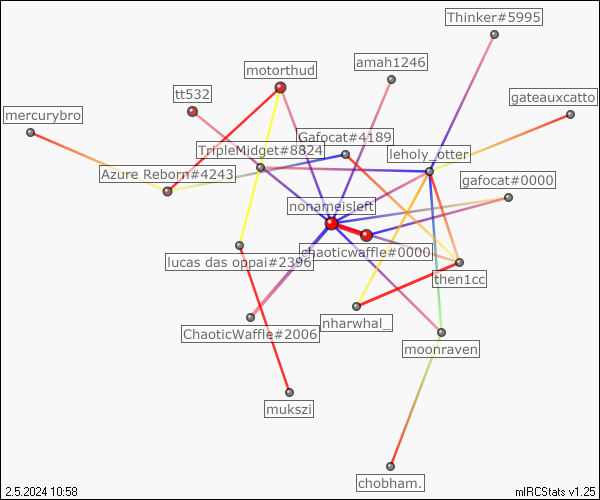 Thinker#5995
amah1246
motorthud
tt532
gateauxcatto
mercurybro
Gafocat#4189
TripleMidget#8824
leholy_otter
Azure Reborn#4243
gafocat#0000
nonameisleft
chaoticwaffle#0000
lucas das oppai#2396
then1cc
nharwhal_
ChaoticWaffle#2006
moonraven
mukszi
chobham.
2.5.2024 10:58
mIRCStats v1.25